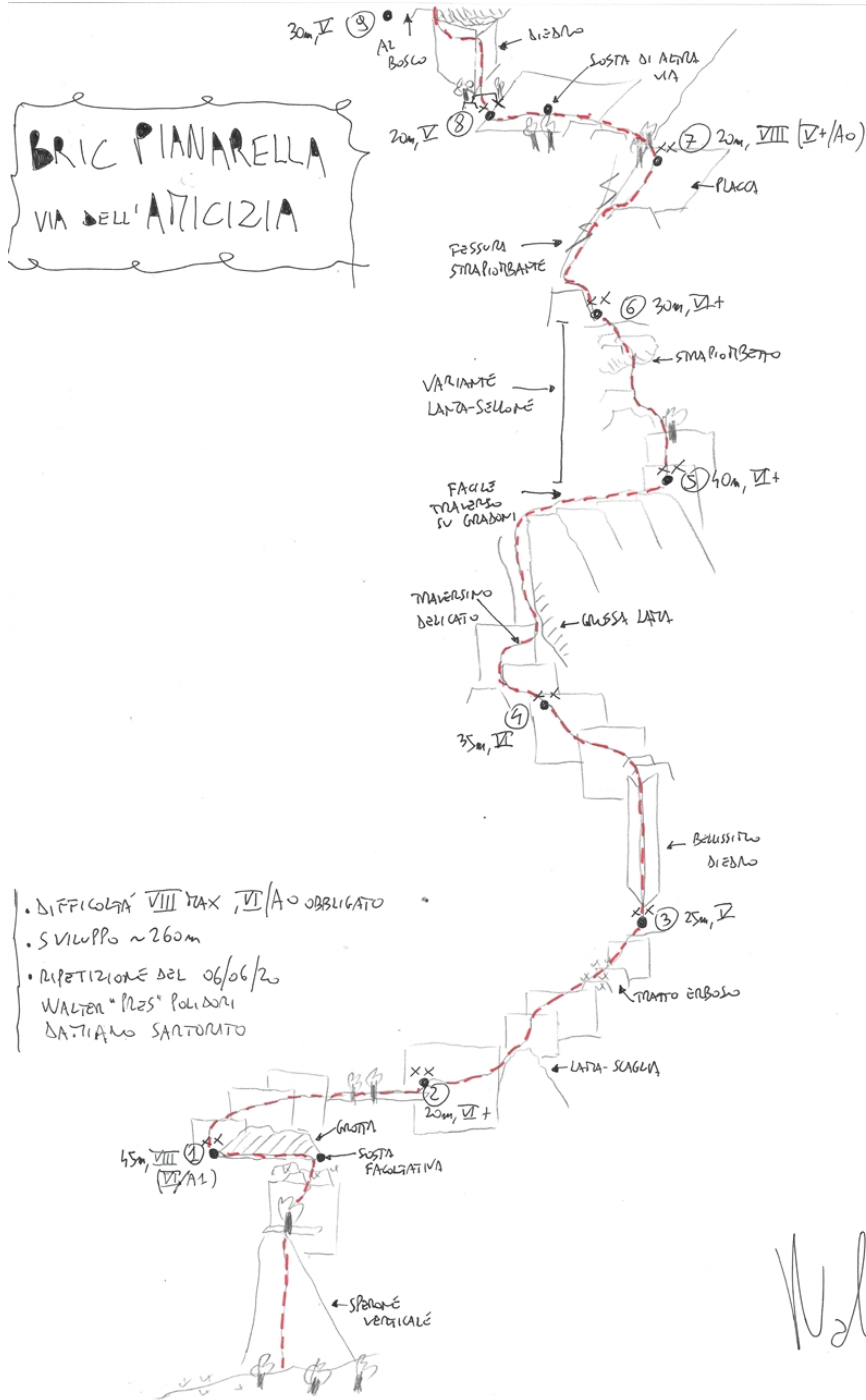 30m, V 9
AL
BOSCO
DIEDRO
SOSTA DI ALTRA
VIA
BRIC PIANARELLA
VIA DELL'AMICIZIA
20m, V 8
7 20m, VIII (V+/A0)
PLACCA
FESSURA
STRAPIOMBANTE
6 30m, VI+
STRAPIOMBETTO
VARIANTE
LANZA-SELLONE
5 40m, VI+
FACILE
TRAVERSO
SU GRADONI
TRAVERSINO
DELICATO
GROSSA LAMA
4
35m, VI
BELLISSIMO
DIEDRO
3 25m, V
TRATTO ERBOSO
LAMA-SCAGLIA
• DIFFICOLTÀ VIII MAX, VI/A0 OBBLIGATO
• SVILUPPO ~260m
• RIPETIZIONE DEL 06/06/20
WALTER "PRES" POLIDORI
DAMIANO SARTORITO
2
20m, VI+
GROTTA
45m, VIII 1
(VI/A1)
SOSTA
FACOLTATIVA
SPERONE
VERTICALE